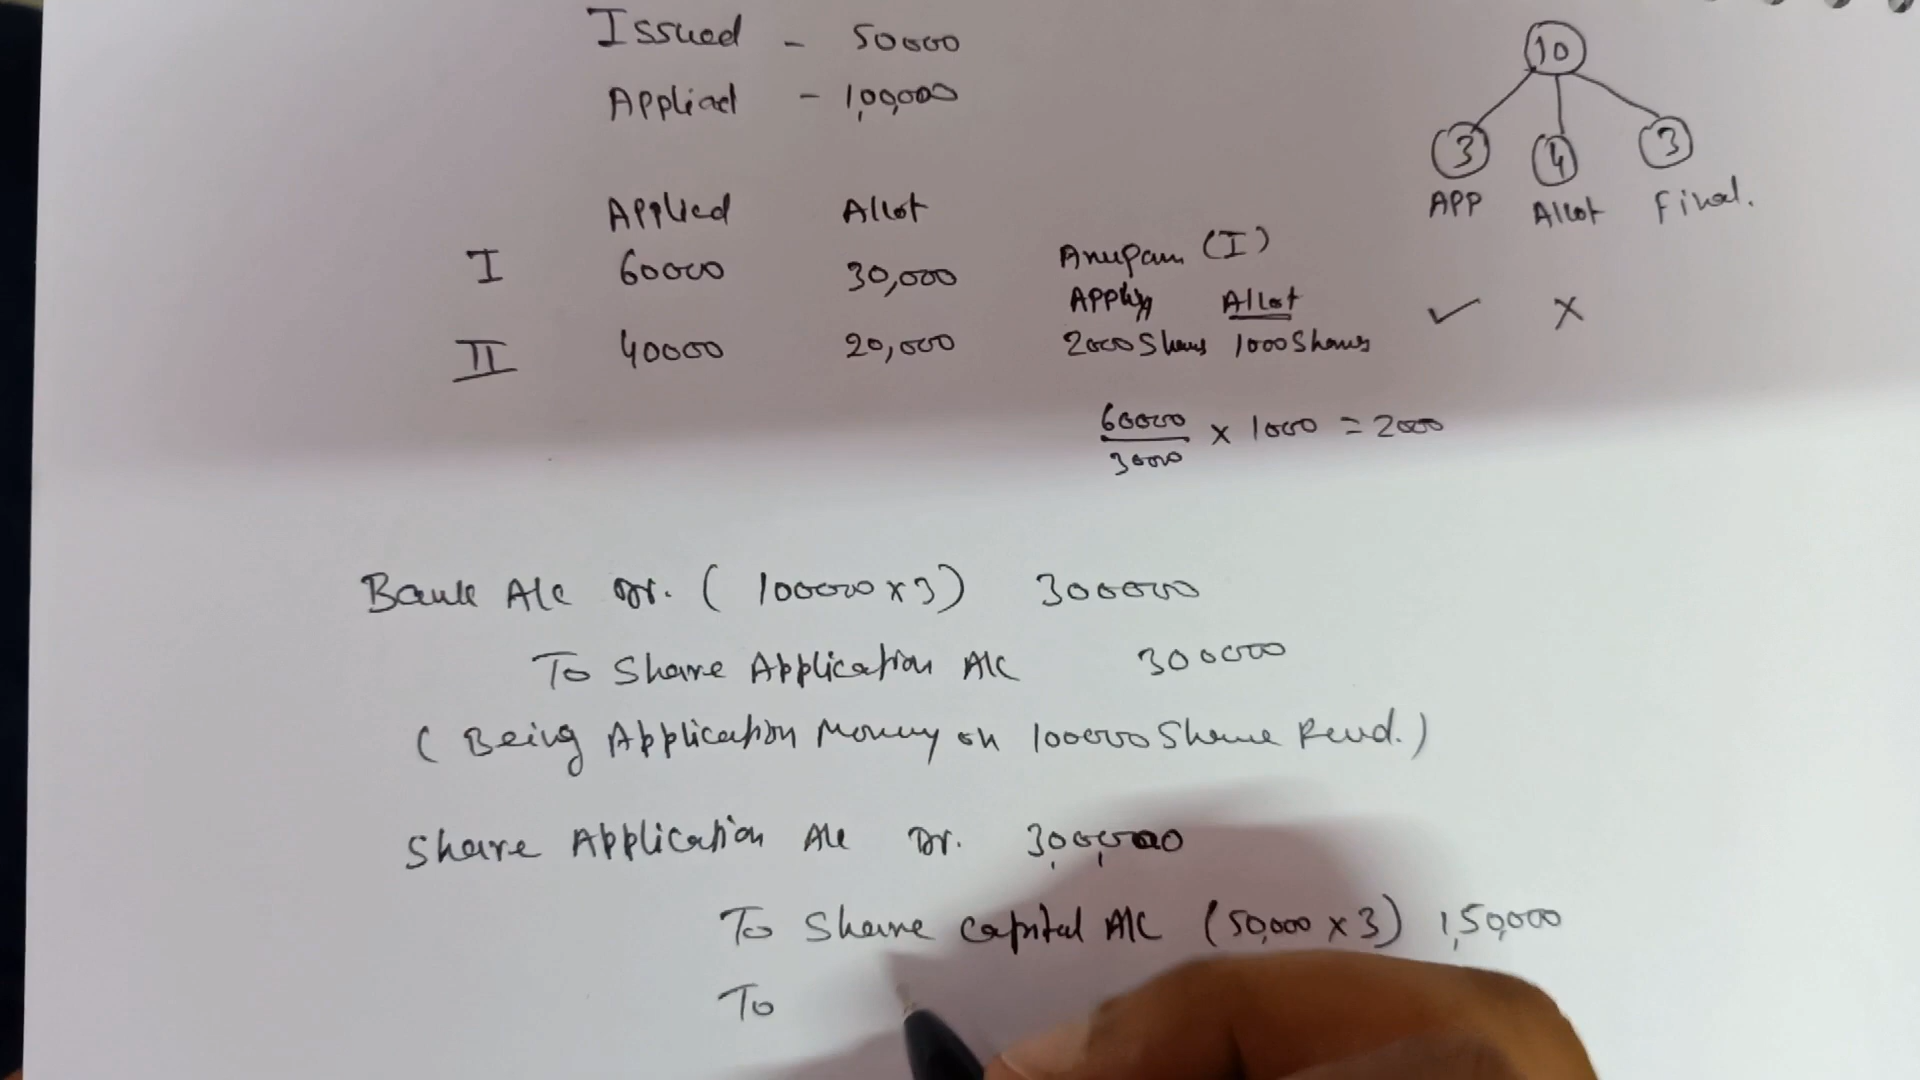 Issued - 50000
Applied - 1,00,000
10
3 4 3
APP Allot Final.
Applied Allot
I 60000 30,000
II 40000 20,000
Anupam (I)
Apply Allot
2000 Shares 1000 Shares
✓ X
60000
3000 x 1000 = 2000
Bank A/c Dr. (100000 x 3) 300000
To Share Application A/c 300000
( Being Application Money on 100000 Share Recd.)
Share Application A/c Dr. 3,00,000
To Share Capital A/c (50,000 x 3) 1,50,000
To